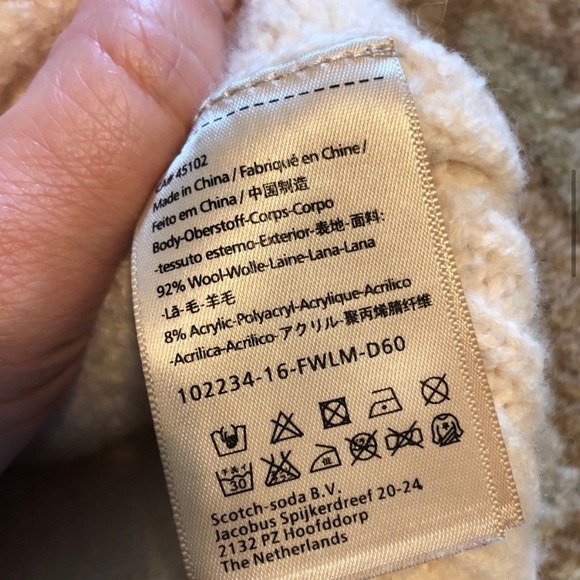 CA# 45102
Made in China / Fabriqué en Chine /
Feito em China / 中国制造
Body-Oberstoff-Corps-Corpo
-tessuto esterno-Exterior-表地-面料:
92% Wool-Wolle-Laine-Lana-Lana
-Lã-毛-羊毛
8% Acrylic-Polyacryl-Acrylique-Acrilico
-Acrilica-Acrilico-アクリル-聚丙烯腈纤维
102234-16-FWLM-D60
30
低
Scotch-soda B.V.
Jacobus Spijkerdreef 20-24
2132 PZ Hoofddorp
The Netherlands